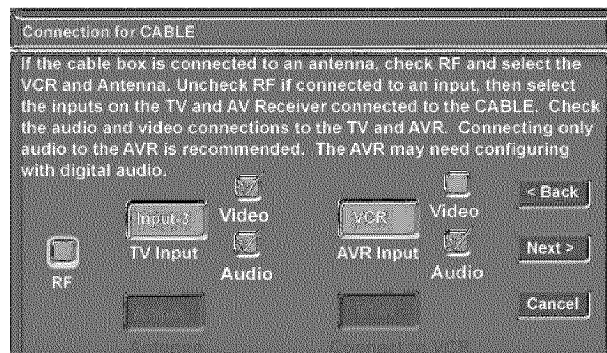 Connection for CABLE
If the cable box is connected to an antenna, check RF and select the
VCR and Antenna. Uncheck RF if connected to an input, then select
the inputs on the TV and AV Receiver connected to the CABLE. Check
the audio and video connections to the TV and AVR. Connecting only
audio to the AVR is recommended. The AVR may need configuring
with digital audio.
< Back
Input-3 Video VCR Video
TV Input AVR Input Next >
RF Audio Audio
Cancel